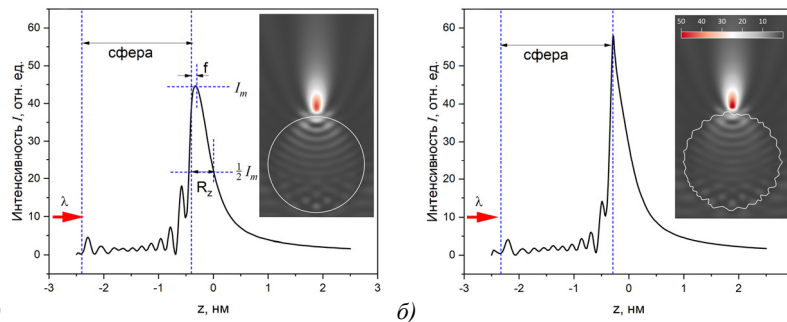 сфера
f
I_m
½ I_m
R_z
λ
60
50
40
30
20
10
0
Интенсивность I, отн. ед.
-3 -2 -1 0 1 2 3
z, нм
б)
50 40 30 20 10
сфера
λ
60
50
40
30
20
10
0
Интенсивность I, отн. ед.
-3 -2 -1 0 1 2
z, нм